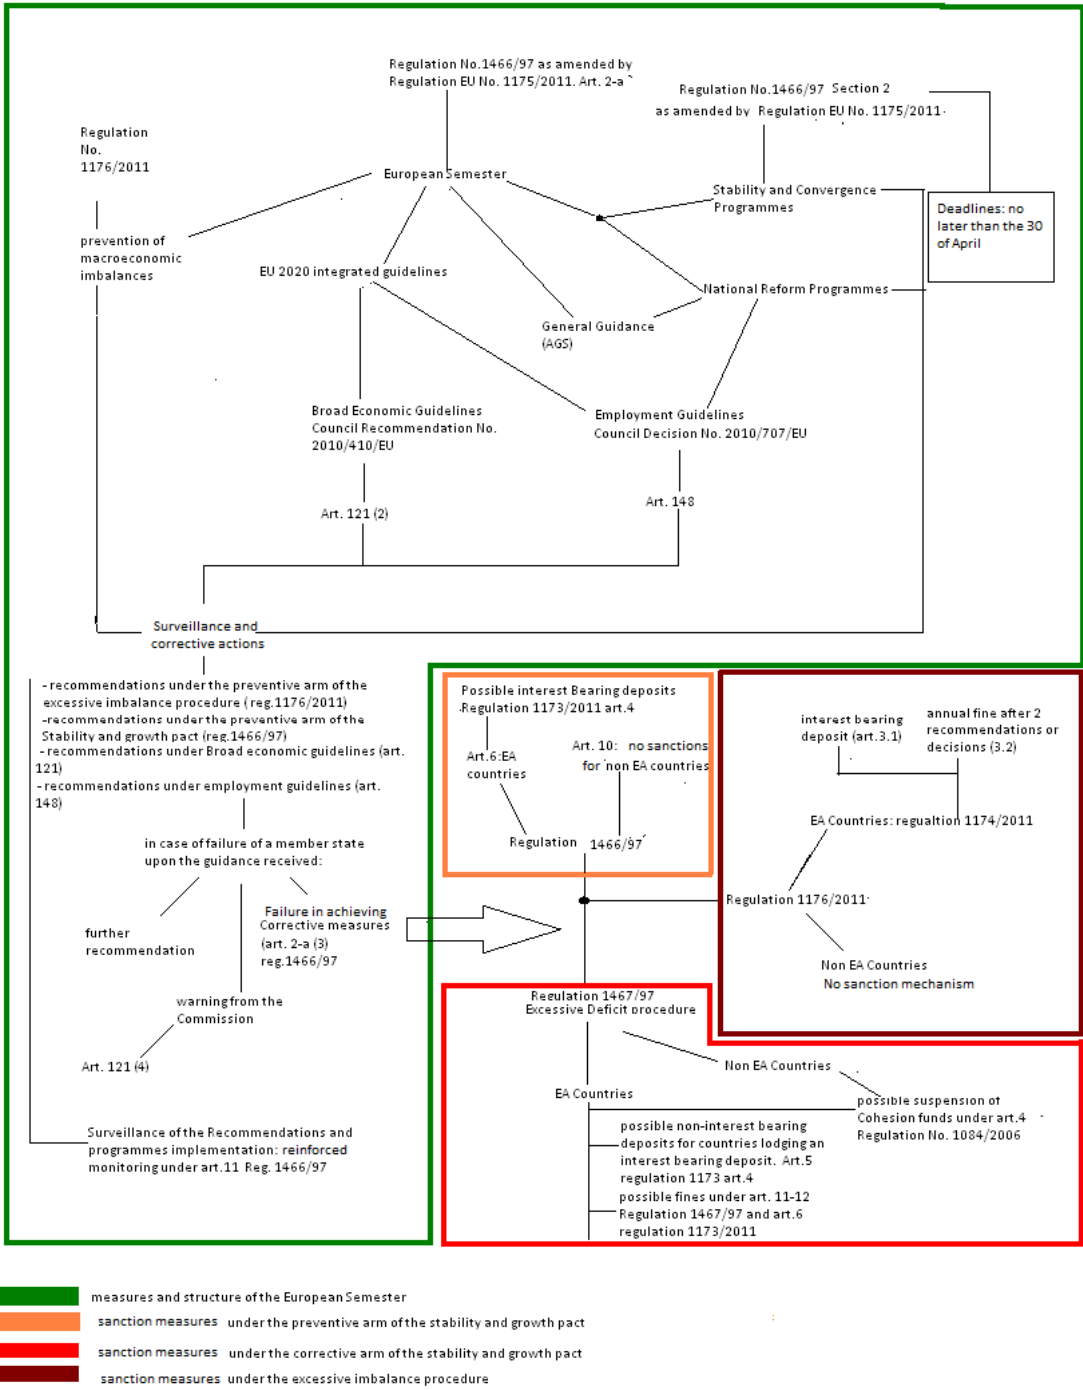 Regulation No.1466/97 as amended by
Regulation EU No. 1175/2011. Art. 2-a
Regulation No.1466/97 Section 2
as amended by Regulation EU No. 1175/2011
Regulation
No.
1176/2011
European Semester
Stability and Convergence
Programmes
Deadlines: no
later than the 30
of April
prevention of
macroeconomic
imbalances
EU 2020 integrated guidelines
National Reform Programmes
General Guidance
(AGS)
Broad Economic Guidelines
Council Recommendation No.
2010/410/EU
Employment Guidelines
Council Decision No. 2010/707/EU
Art. 121 (2)
Art. 148
Surveillance and
corrective actions
- recommendations under the preventive arm of the
excessive imbalance procedure ( reg.1176/2011)
-recommendations under the preventive arm of the
Stability and growth pact (reg.1466/97)
- recommendations under Broad economic guidelines (art.
121)
- recommendations under employment guidelines (art.
148)
in case of failure of a member state
upon the guidance received:
further
recommendation
Failure in achieving
Corrective measures
(art. 2-a (3)
reg.1466/97
warning from the
Commission
Art. 121 (4)
Surveillance of the Recommendations and
programmes implementation: reinforced
monitoring under art.11 Reg. 1466/97
Possible interest Bearing deposits
Regulation 1173/2011 art.4
Art.6:EA
countries
Art. 10: no sanctions
for non EA countries
Regulation 1466/97
interest bearing
deposit (art.3.1)
annual fine after 2
recommendations or
decisions (3.2)
EA Countries: regualtion 1174/2011
Regulation 1176/2011
Non EA Countries
No sanction mechanism
Regulation 1467/97
Excessive Deficit procedure
Non EA Countries
EA Countries
possible suspension of
Cohesion funds under art.4
Regulation No. 1084/2006
possible non-interest bearing
deposits for countries lodging an
interest bearing deposit. Art.5
regulation 1173 art.4
possible fines under art. 11-12
Regulation 1467/97 and art.6
regulation 1173/2011
measures and structure of the European Semester
sanction measures under the preventive arm of the stability and growth pact
sanction measures under the corrective arm of the stability and growth pact
sanction measures under the excessive imbalance procedure